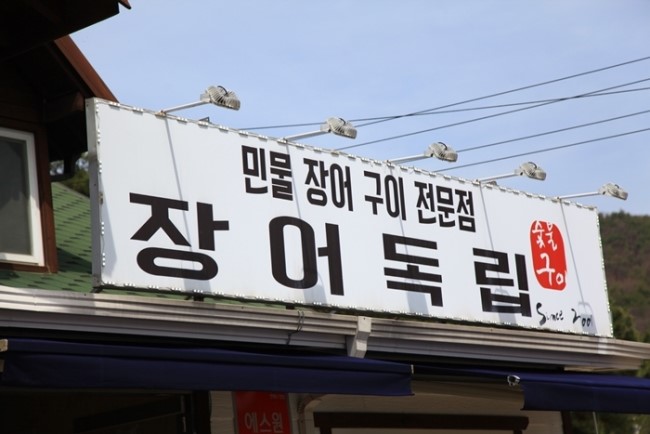 민물 장어 구이 전문점
장어독립
숯불
구이
Since 200
에스원